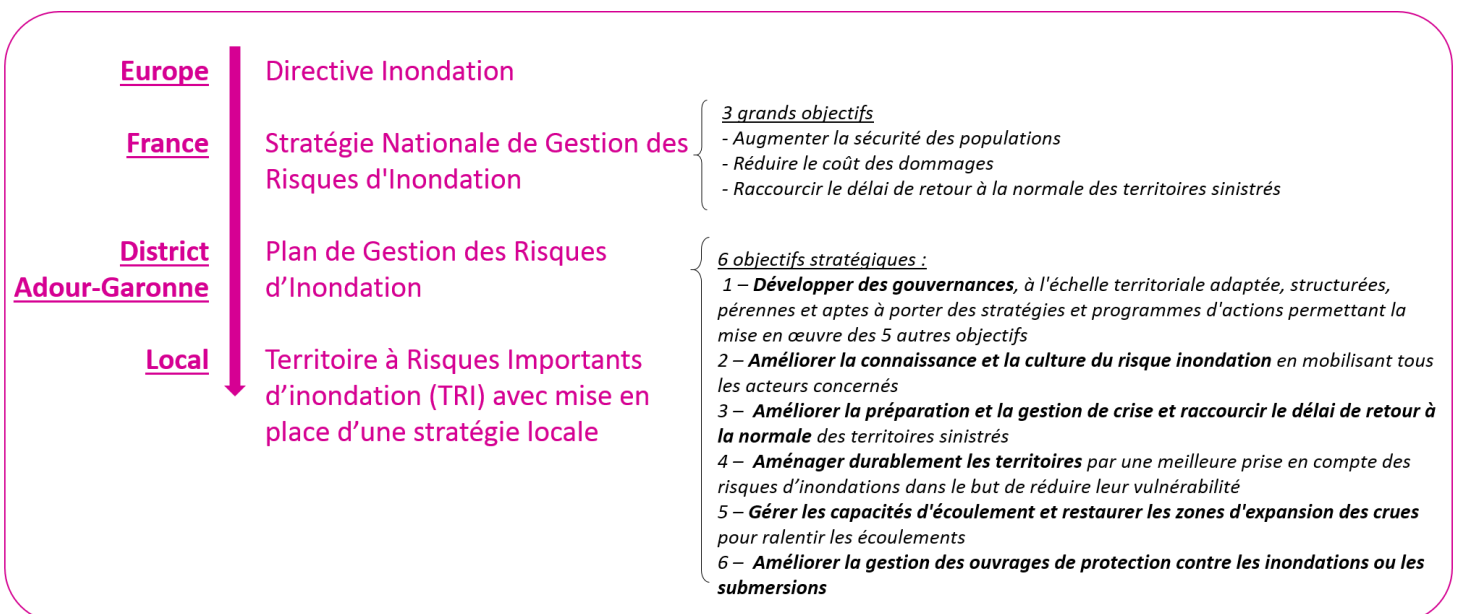 Europe
Directive Inondation
France
Stratégie Nationale de Gestion des
Risques d'Inondation
3 grands objectifs
- Augmenter la sécurité des populations
- Réduire le coût des dommages
- Raccourcir le délai de retour à la normale des territoires sinistrés
District
Adour-Garonne
Plan de Gestion des Risques
d’Inondation
6 objectifs stratégiques :
1 – Développer des gouvernances, à l'échelle territoriale adaptée, structurées,
pérennes et aptes à porter des stratégies et programmes d'actions permettant la
mise en œuvre des 5 autres objectifs
2 – Améliorer la connaissance et la culture du risque inondation en mobilisant tous
les acteurs concernés
3 – Améliorer la préparation et la gestion de crise et raccourcir le délai de retour à
la normale des territoires sinistrés
4 – Aménager durablement les territoires par une meilleure prise en compte des
risques d’inondations dans le but de réduire leur vulnérabilité
5 – Gérer les capacités d'écoulement et restaurer les zones d'expansion des crues
pour ralentir les écoulements
6 – Améliorer la gestion des ouvrages de protection contre les inondations ou les
submersions
Local
Territoire à Risques Importants
d’inondation (TRI) avec mise en
place d’une stratégie locale